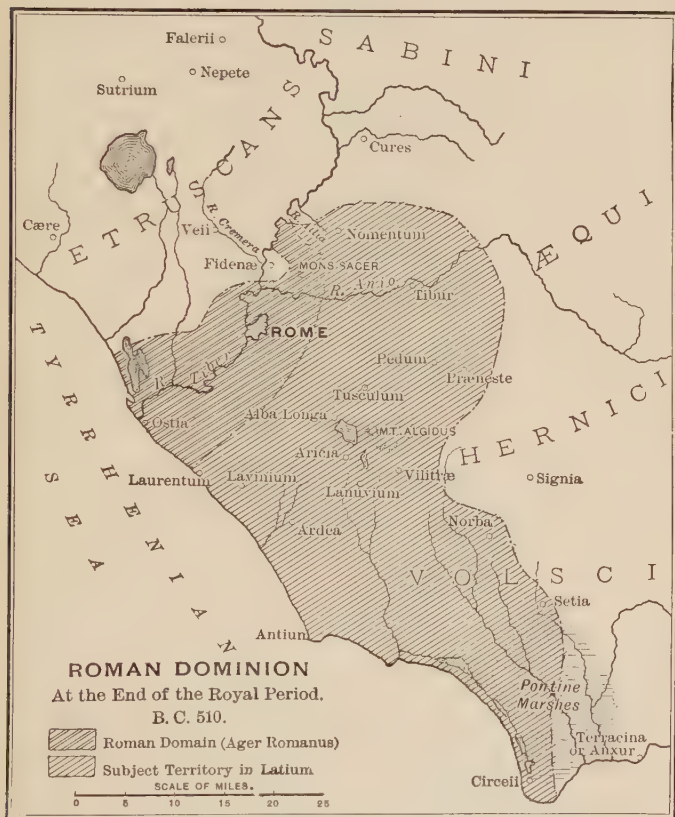 SABINI
Falerii
Nepete
Sutrium
ETRUSCANS
Cures
Cære
Veii
R. Cremera
R. Allia
Nomentum
ÆQUI
Fidenæ
MONS SACER
R. Anio
Tibur
ROME
R. Tiber
Pedum
Præneste
Tusculum
TYRRHENIAN
SEA
Ostia
Alba Longa
MT. ALGIDUS
HERNICI
Aricia
Laurentum
Lavinium
Vilitræ
Signia
Lanuvium
Norba
Ardea
VOLSCI
Setia
Antium
ROMAN DOMINION
At the End of the Royal Period,
B. C. 510.
Roman Domain (Ager Romanus)
Subject Territory in Latium
SCALE OF MILES.
0 5 10 15 20 25
Pontine
Marshes
Terracina
or Anxur
Circeii